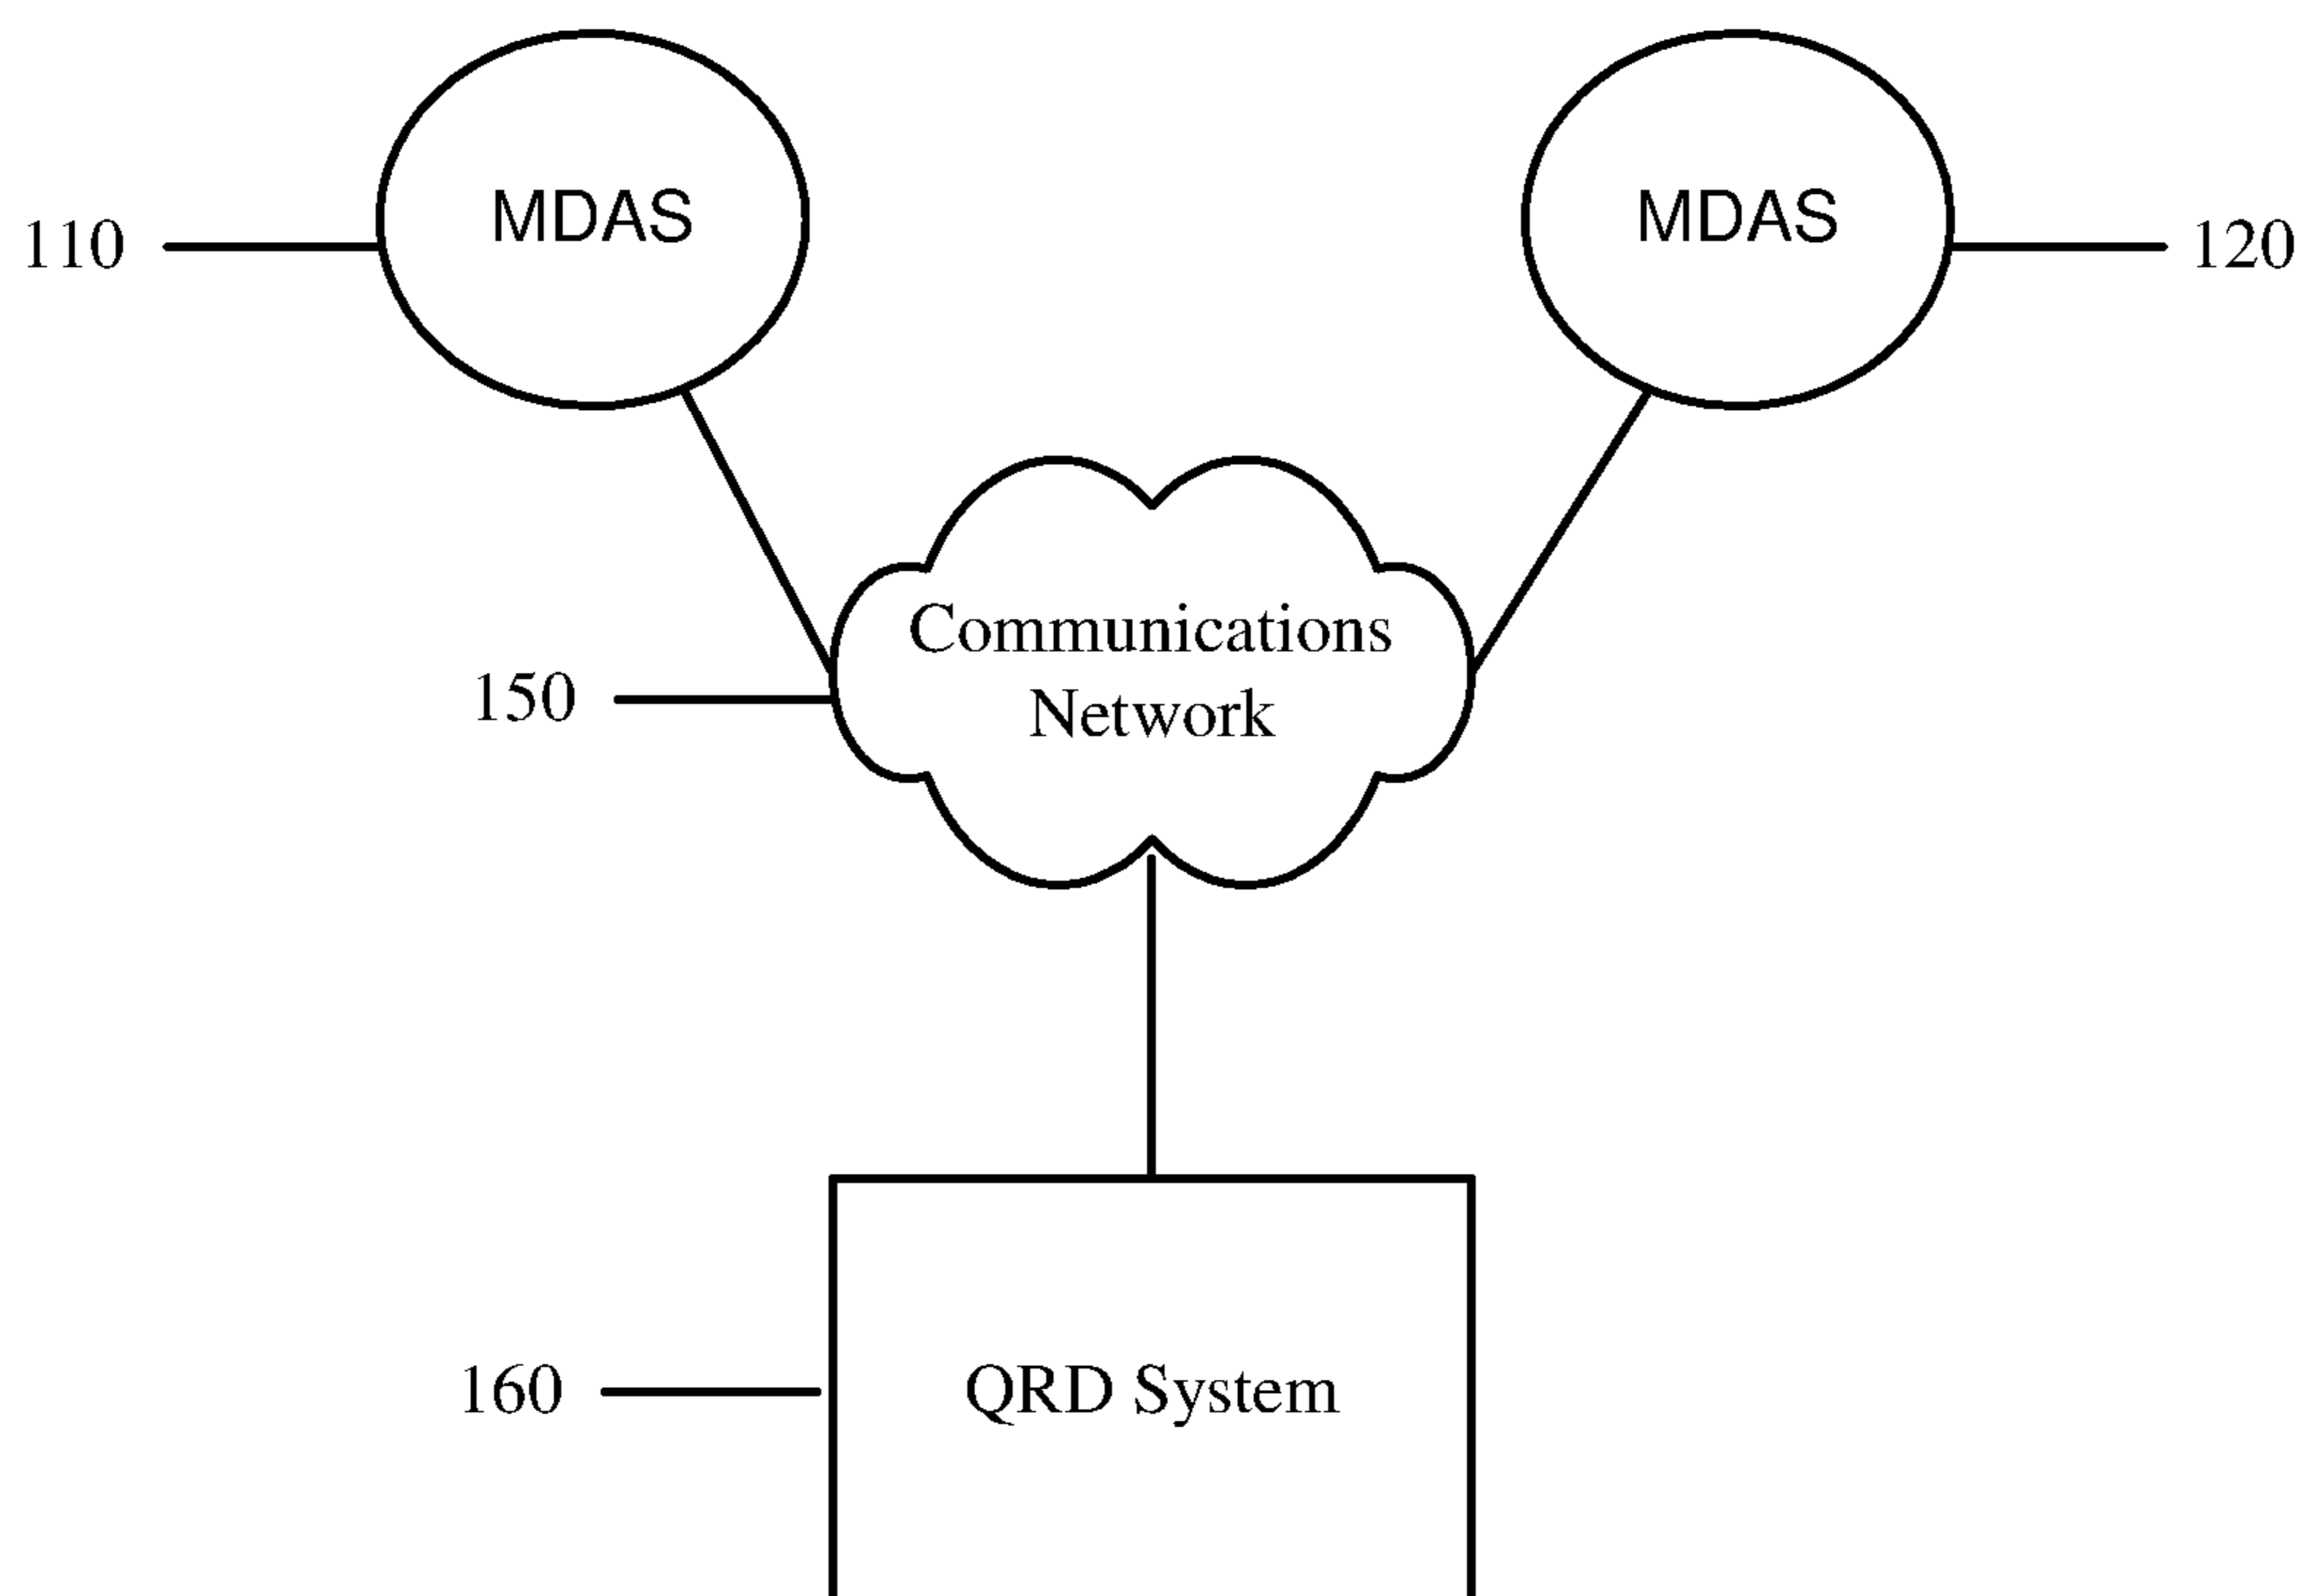 MDAS
MDAS
110
120
Communications
Network
150
QRD System
160